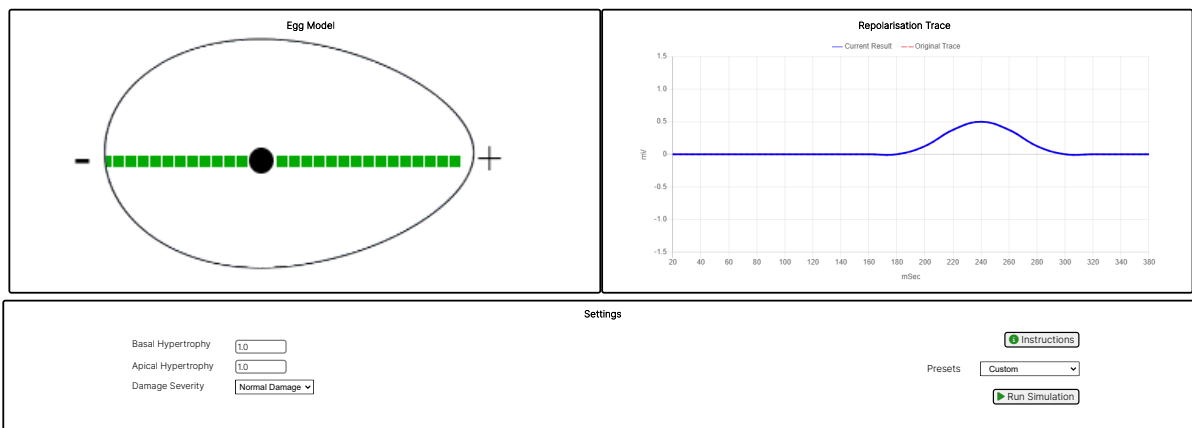 Egg Model
-
+
Repolarisation Trace
Current Result
Original Trace
1.5
1.0
0.5
0
-0.5
-1.0
-1.5
mV
20 40 60 80 100 120 140 160 180 200 220 240 260 280 300 320 340 360 380
mSec
Settings
Basal Hypertrophy 1.0
Apical Hypertrophy 1.0
Damage Severity Normal Damage
Instructions
Presets Custom
Run Simulation